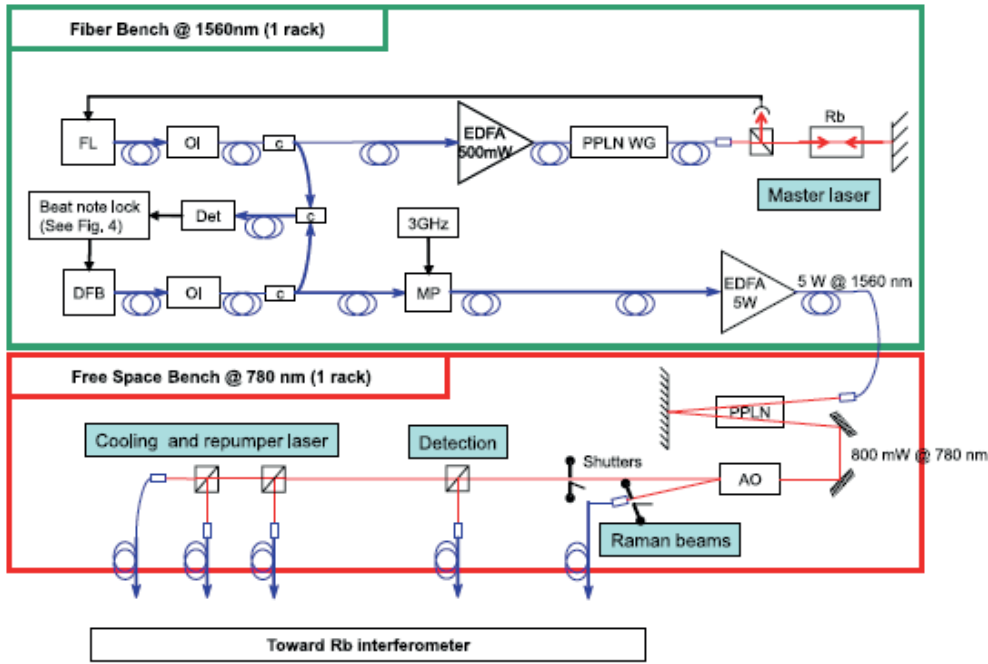 Fiber Bench @ 1560nm (1 rack)
FL
OI
c
EDFA
500mW
PPLN WG
Rb
Master laser
Beat note lock
(See Fig. 4)
Det
c
3GHz
DFB
OI
c
MP
EDFA
5W
5 W @ 1560 nm
Free Space Bench @ 780 nm (1 rack)
PPLN
Cooling and repumper laser
Detection
Shutters
AO
800 mW @ 780 nm
Raman beams
Toward Rb interferometer